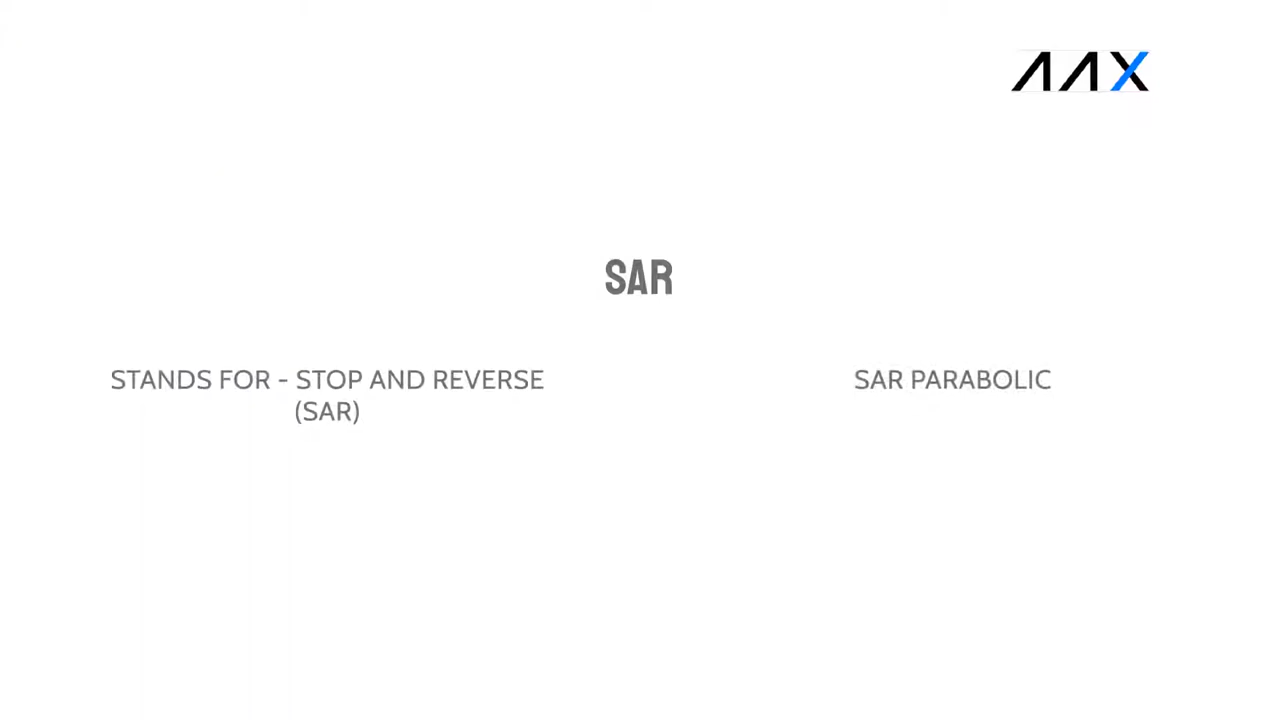 AAX
SAR
STANDS FOR - STOP AND REVERSE
(SAR)
SAR PARABOLIC